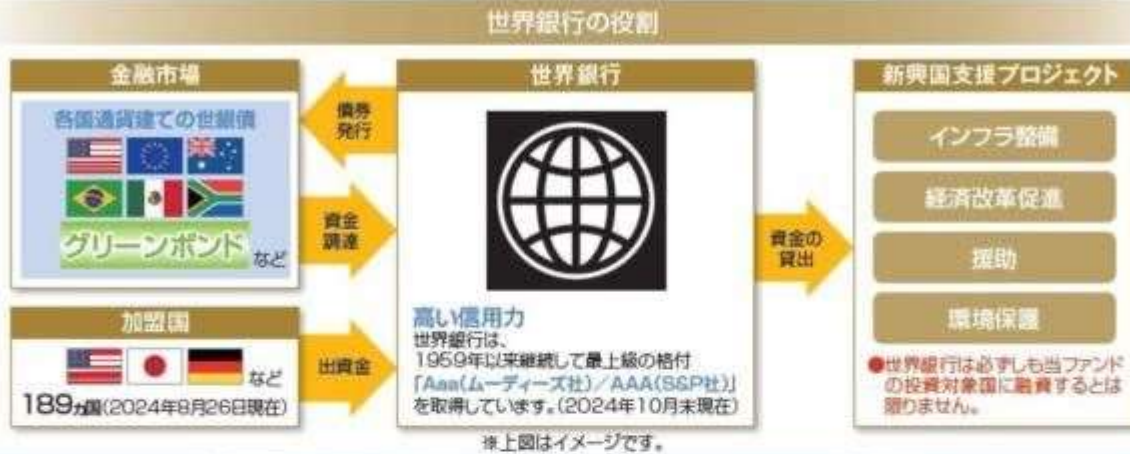 世界銀行の役割
金融市場
各国通貨建ての世銀債
グリーンボンド など
加盟国
など
189ヵ国(2024年8月26日現在)
債券
発行
資金
調達
出資金
世界銀行
高い信用力
世界銀行は、
1959年以来継続して最上級の格付
「Aaa(ムーディーズ社)/AAA(S&P社)」
を取得しています。(2024年10月末現在)
資金の
貸出
新興国支援プロジェクト
インフラ整備
経済改革促進
援助
環境保護
●世界銀行は必ずしも当ファンド
の投資対象国に融資するとは
限りません。
※上図はイメージです。